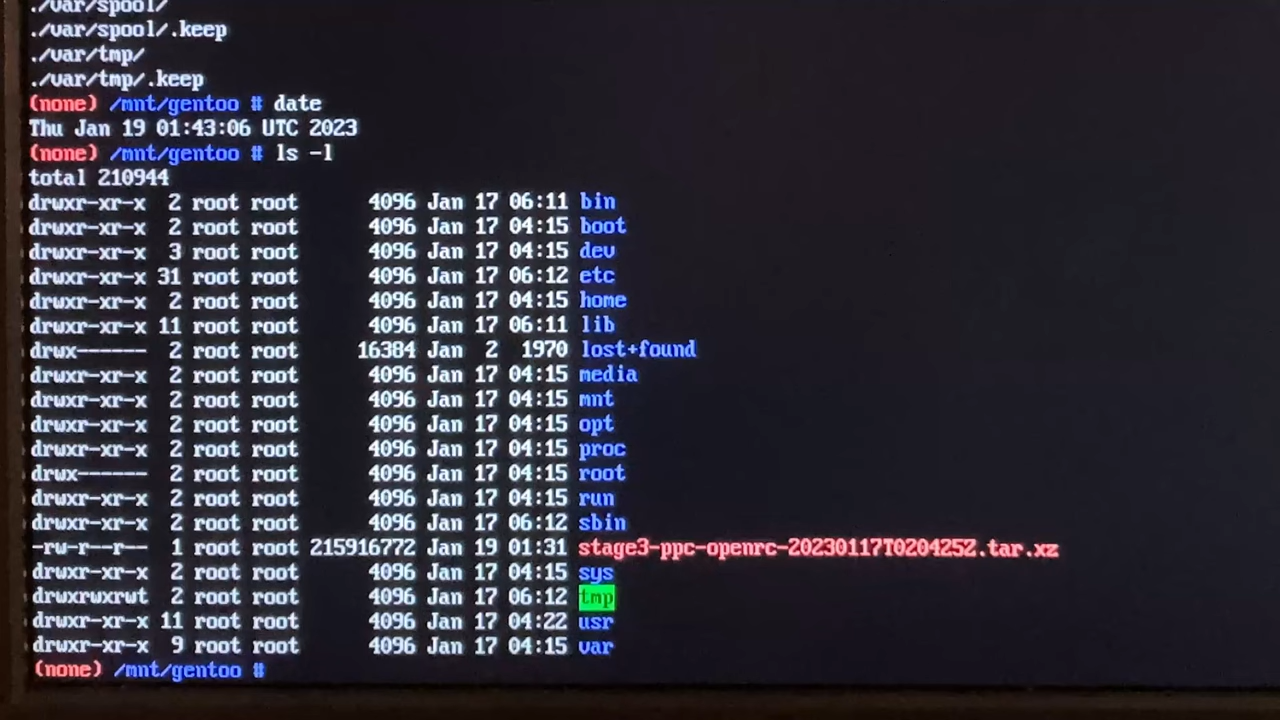 ./var/spool/
./var/spool/.keep
./var/tmp/
./var/tmp/.keep
(none) /mnt/gentoo # date
Thu Jan 19 01:43:06 UTC 2023
(none) /mnt/gentoo # ls -l
total 210944
drwxr-xr-x  2 root root      4096 Jan 17 06:11 bin
drwxr-xr-x  2 root root      4096 Jan 17 04:15 boot
drwxr-xr-x  3 root root      4096 Jan 17 04:15 dev
drwxr-xr-x 31 root root      4096 Jan 17 06:12 etc
drwxr-xr-x  2 root root      4096 Jan 17 04:15 home
drwxr-xr-x 11 root root      4096 Jan 17 06:11 lib
drwx------  2 root root     16384 Jan  2  1970 lost+found
drwxr-xr-x  2 root root      4096 Jan 17 04:15 media
drwxr-xr-x  2 root root      4096 Jan 17 04:15 mnt
drwxr-xr-x  2 root root      4096 Jan 17 04:15 opt
drwxr-xr-x  2 root root      4096 Jan 17 04:15 proc
drwx------  2 root root      4096 Jan 17 04:15 root
drwxr-xr-x  2 root root      4096 Jan 17 04:15 run
drwxr-xr-x  2 root root      4096 Jan 17 06:12 sbin
-rw-r--r--  1 root root 215916772 Jan 19 01:31 stage3-ppc-openrc-20230117T020425Z.tar.xz
drwxr-xr-x  2 root root      4096 Jan 17 04:15 sys
drwxrwxrwt  2 root root      4096 Jan 17 06:12 tmp
drwxr-xr-x 11 root root      4096 Jan 17 04:22 usr
drwxr-xr-x  9 root root      4096 Jan 17 04:15 var
(none) /mnt/gentoo #